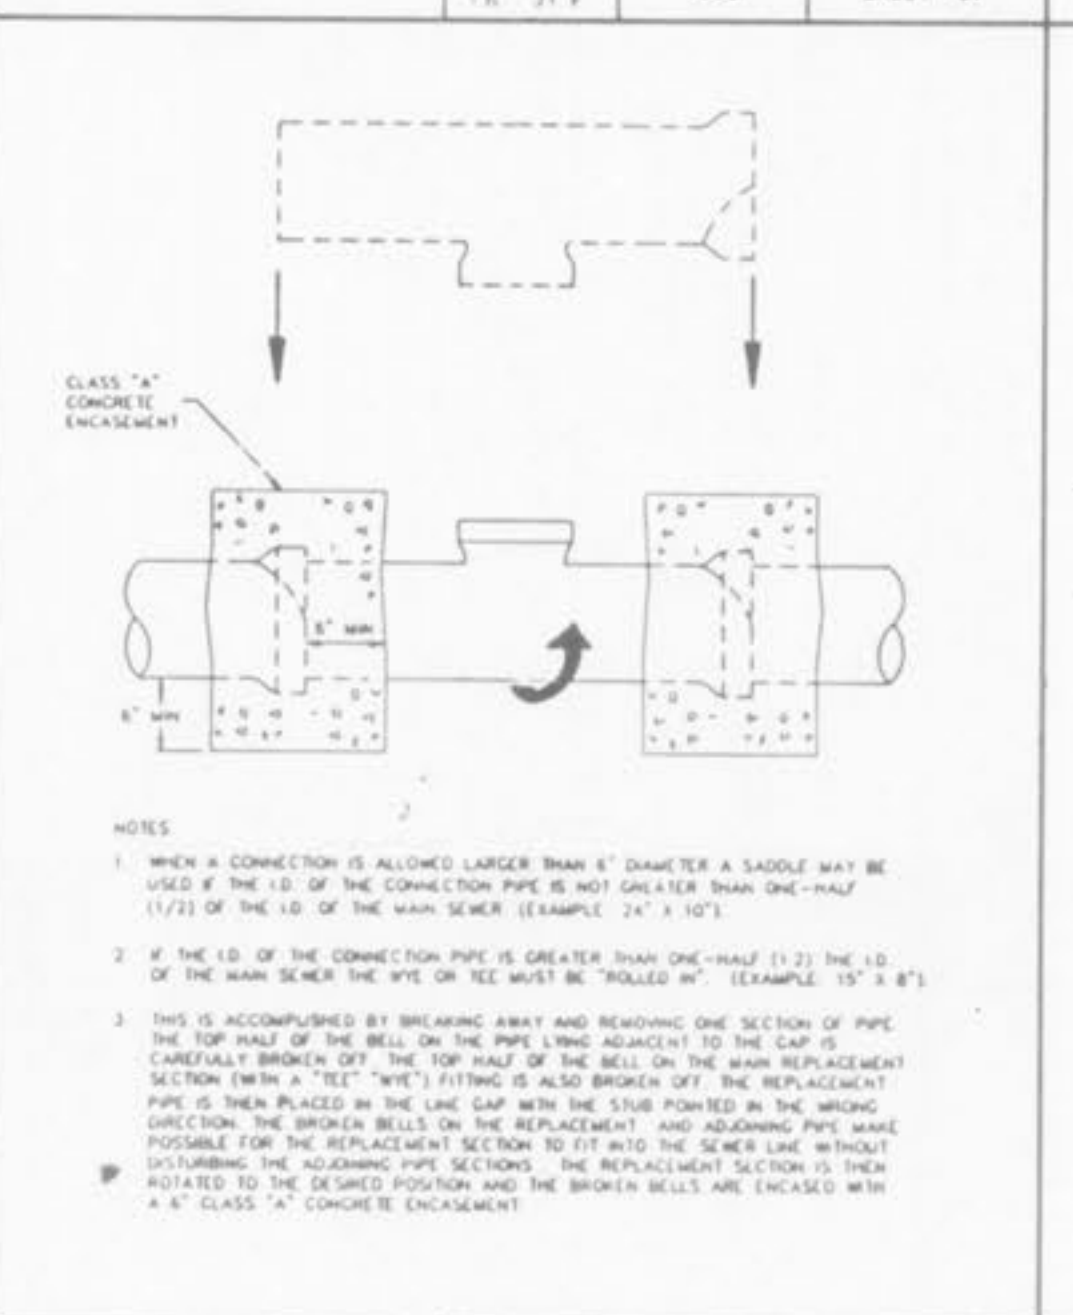 CLASS "A"
CONCRETE
ENCASEMENT
6" MIN
6" MIN
NOTES
1. WHEN A CONNECTION IS ALLOWED LARGER THAN 6" DIAMETER A SADDLE MAY BE
USED IF THE I.D. OF THE CONNECTION PIPE IS NOT GREATER THAN ONE-HALF
(1/2) OF THE I.D. OF THE MAIN SEWER (EXAMPLE 24" X 10").
2. IF THE I.D. OF THE CONNECTION PIPE IS GREATER THAN ONE-HALF (1 2) THE I.D.
OF THE MAIN SEWER THE WYE OR TEE MUST BE "ROLLED IN". (EXAMPLE 15" X 8")
3. THIS IS ACCOMPLISHED BY BREAKING AWAY AND REMOVING ONE SECTION OF PIPE
THE TOP HALF OF THE BELL ON THE PIPE LYING ADJACENT TO THE GAP IS
CAREFULLY BROKEN OFF THE TOP HALF OF THE BELL ON THE MAIN REPLACEMENT
SECTION (WITH A "TEE" "WYE") FITTING IS ALSO BROKEN OFF. THE REPLACEMENT
PIPE IS THEN PLACED IN THE LINE GAP WITH THE STUB POINTED IN THE WRONG
DIRECTION. THE BROKEN BELLS ON THE REPLACEMENT AND ADJOINING PIPE MAKE
POSSIBLE FOR THE REPLACEMENT SECTION TO FIT INTO THE SEWER LINE WITHOUT
DISTURBING THE ADJOINING PIPE SECTIONS. THE REPLACEMENT SECTION IS THEN
ROTATED TO THE DESIRED POSITION AND THE BROKEN BELLS ARE ENCASED WITH
A 6" CLASS "A" CONCRETE ENCASEMENT